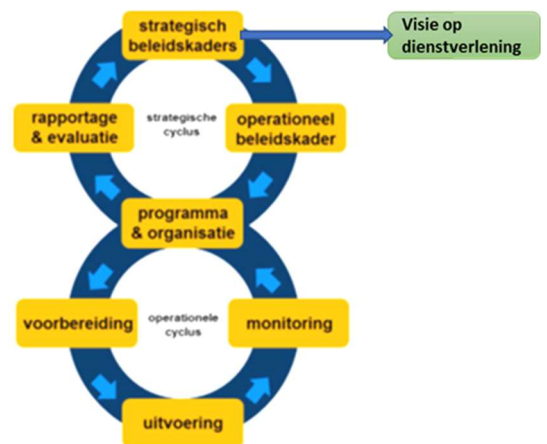 strategisch
beleidskaders
Visie op
dienstverlening
rapportage
& evaluatie
strategische
cyclus
operationeel
beleidskader
programma
& organisatie
voorbereiding
operationele
cyclus
monitoring
uitvoering